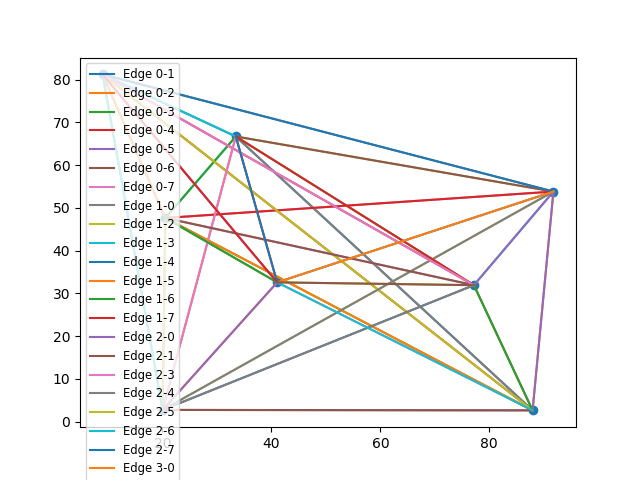 80
70
60
50
40
30
20
10
0
20
40
60
80
Edge 0-1
Edge 0-2
Edge 0-3
Edge 0-4
Edge 0-5
Edge 0-6
Edge 0-7
Edge 1-0
Edge 1-2
Edge 1-3
Edge 1-4
Edge 1-5
Edge 1-6
Edge 1-7
Edge 2-0
Edge 2-1
Edge 2-3
Edge 2-4
Edge 2-5
Edge 2-6
Edge 2-7
Edge 3-0